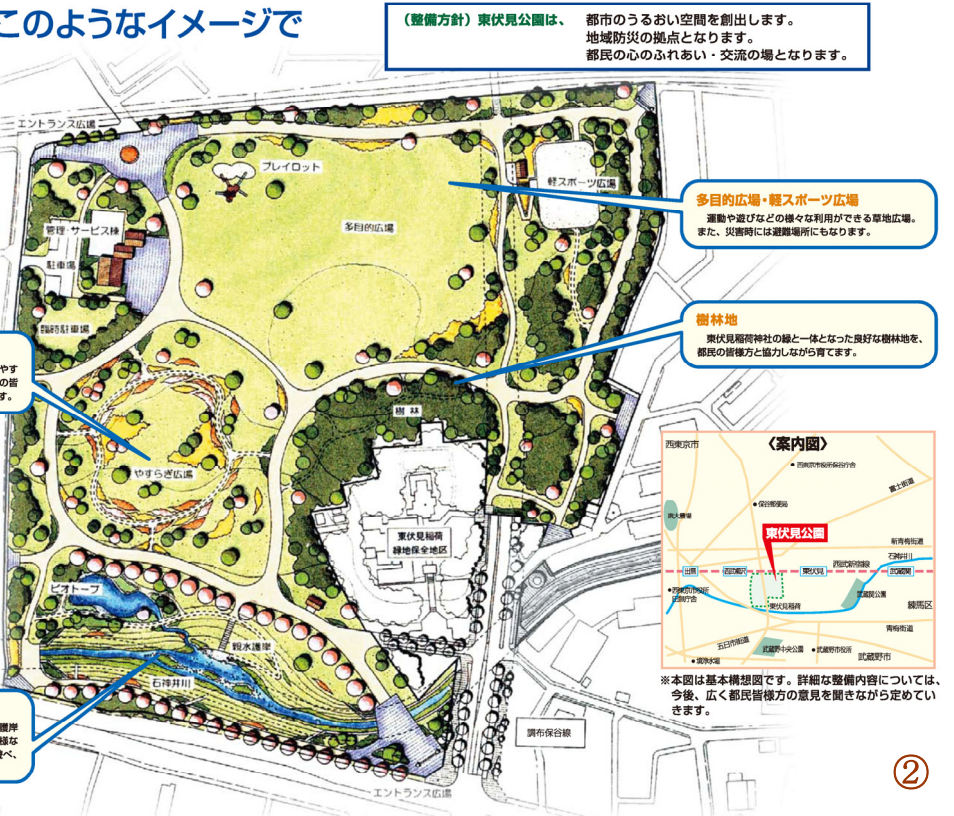 このようなイメージで
（整備方針）東伏見公園は、 都市のうるおい空間を創出します。
地域防災の拠点となります。
都民の心のふれあい・交流の場となります。
エントランス広場
プレイロット
軽スポーツ広場
多目的広場
管理・サービス棟
駐車場
臨時駐車場
多目的広場・軽スポーツ広場
運動や遊びなどの様々な利用ができる草地広場。
また、災害時には避難場所にもなります。
樹林地
東伏見稲荷神社の緑と一体となった良好な樹林地を、
都民の皆様方と協力しながら育てます。
やす
の皆
す。
樹林
やすらぎ広場
東伏見稲荷
緑地保全地区
ビオトープ
親水護岸
石神井川
護岸
様な
べ、
エントランス広場
調布保谷線
〈案内図〉
西東京市
西東京市役所保谷庁舎
富士街道
保谷郵便局
東伏見公園
新青梅街道
石神井川
西武新宿線
西武柳沢
東伏見
武蔵関
武蔵関公園
練馬区
東伏見稲荷
青梅街道
五日市街道
武蔵野中央公園
武蔵野市役所
武蔵野市
境浄水場
※本図は基本構想図です。詳細な整備内容については、
今後、広く都民皆様方の意見を聞きながら定めてい
きます。
②